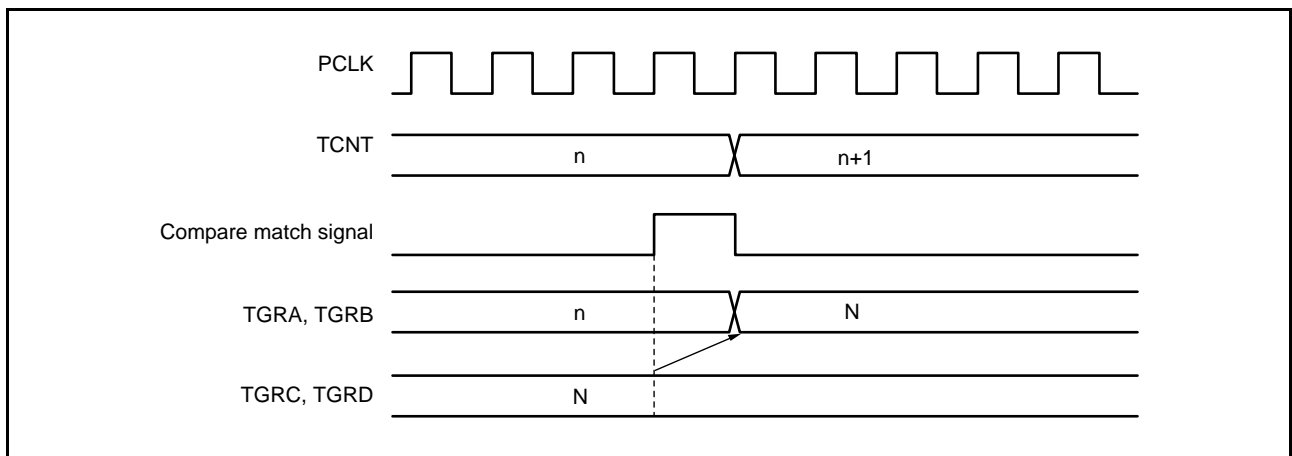 PCLK
TCNT n n+1
Compare match signal
TGRA, TGRB n N
TGRC, TGRD N